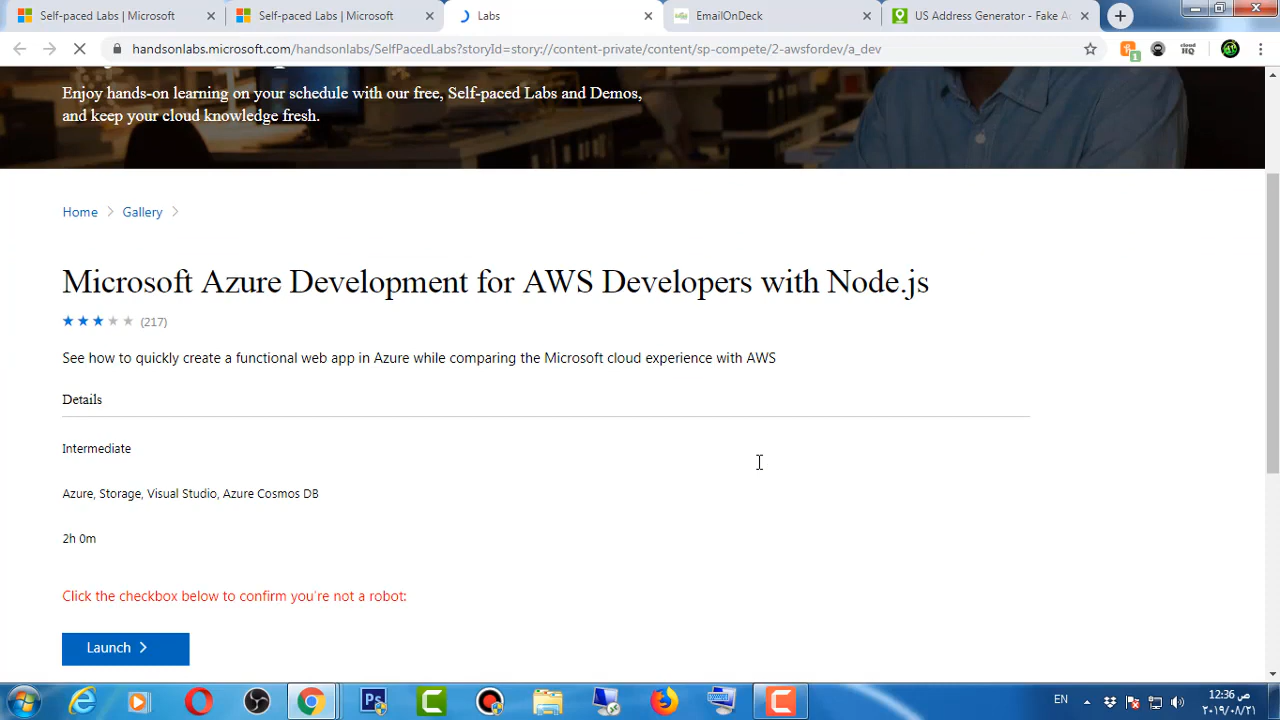 Self-paced Labs | Microsoft
Self-paced Labs | Microsoft
Labs
EmailOnDeck
US Address Generator - Fake Ad
handsonlabs.microsoft.com/handsonlabs/SelfPacedLabs?storyId=story://content-private/content/sp-compete/2-awsfordev/a_dev
1
cloud
HQ
Enjoy hands-on learning on your schedule with our free, Self-paced Labs and Demos,
and keep your cloud knowledge fresh.
Home
Gallery
Microsoft Azure Development for AWS Developers with Node.js
(217)
See how to quickly create a functional web app in Azure while comparing the Microsoft cloud experience with AWS
Details
Intermediate
Azure, Storage, Visual Studio, Azure Cosmos DB
2h 0m
Click the checkbox below to confirm you're not a robot:
Launch
Ps
EN
12:36 ص
٢٠١٩/٠٨/٢١